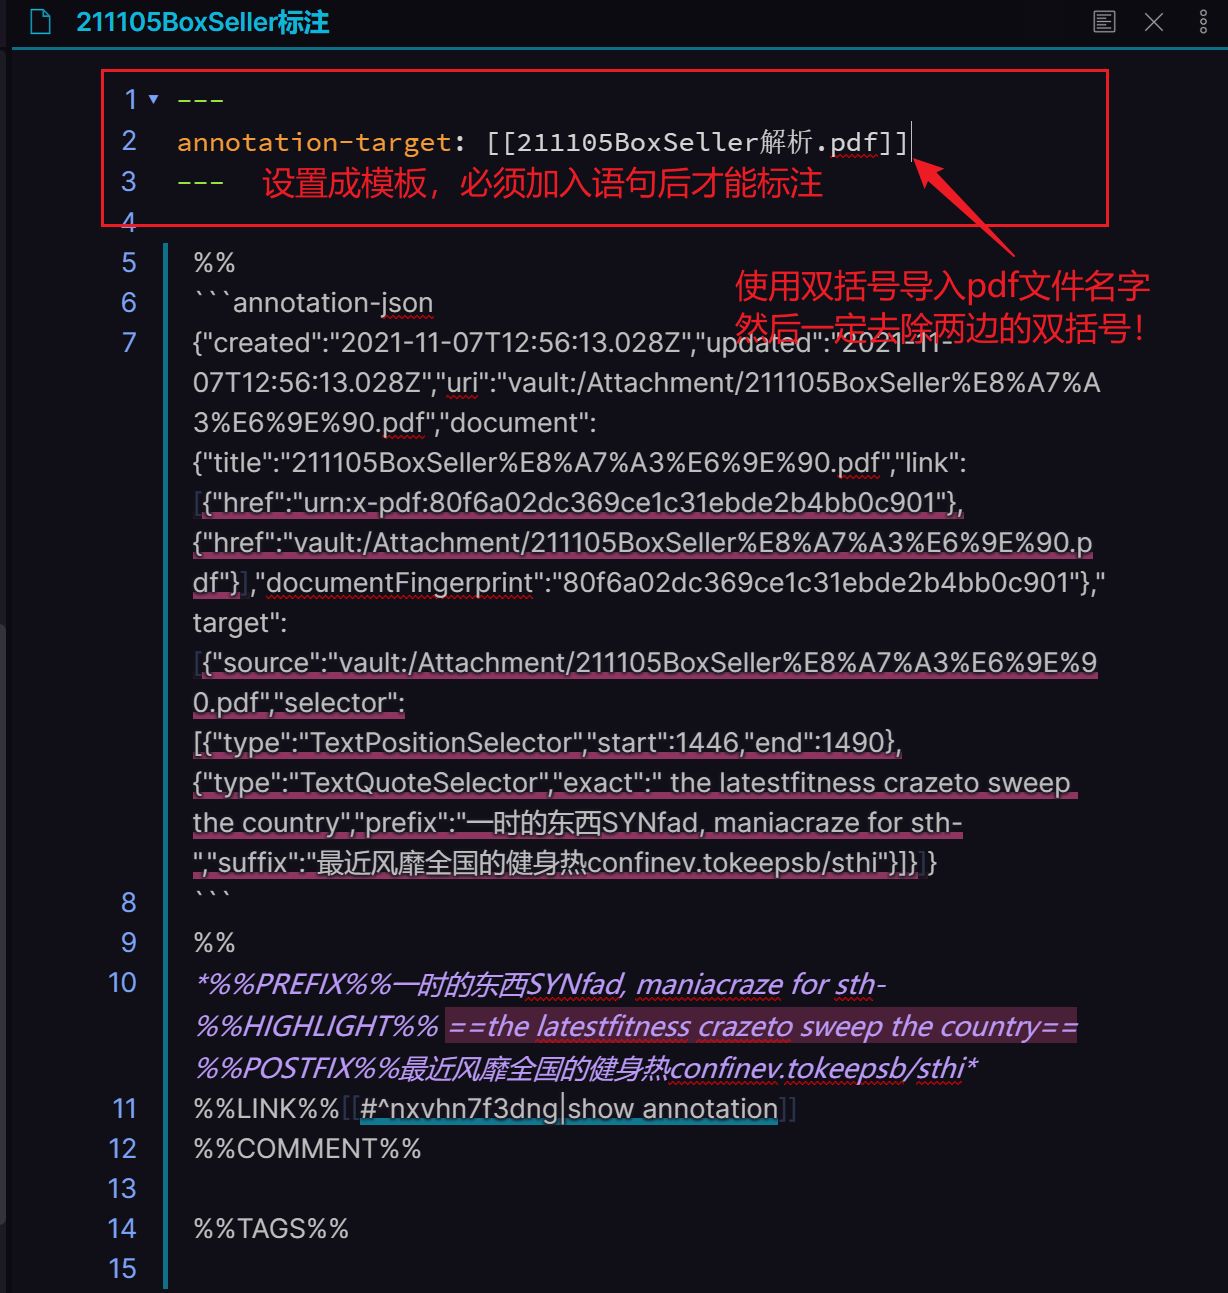 211105BoxSeller标注
1 ---
2 annotation-target: [[211105BoxSeller解析.pdf]]
3 --- 设置成模板，必须加入语句后才能标注
4
5 %%
使用双括号导入pdf文件名字
6 ```annotation-json
然后一定去除两边的双括号！
7 {"created":"2021-11-07T12:56:13.028Z","updated":"2021-11-
07T12:56:13.028Z","uri":"vault:/Attachment/211105BoxSeller%E8%A7%A
3%E6%9E%90.pdf","document":
{"title":"211105BoxSeller%E8%A7%A3%E6%9E%90.pdf","link":
[{"href":"urn:x-pdf:80f6a02dc369ce1c31ebde2b4bb0c901"},
{"href":"vault:/Attachment/211105BoxSeller%E8%A7%A3%E6%9E%90.p
df"}],"documentFingerprint":"80f6a02dc369ce1c31ebde2b4bb0c901"},"
target":
[{"source":"vault:/Attachment/211105BoxSeller%E8%A7%A3%E6%9E%9
0.pdf","selector":
[{"type":"TextPositionSelector","start":1446,"end":1490},
{"type":"TextQuoteSelector","exact":" the latestfitness crazeto sweep
the country","prefix":"一时的东西SYNfad, maniacraze for sth-
","suffix":"最近风靡全国的健身热confinev.tokeepsb/sthi"}]}]}
8 ```
9 %%
10 *%%PREFIX%%一时的东西SYNfad, maniacraze for sth-
%%HIGHLIGHT%% ==the latestfitness crazeto sweep the country==
%%POSTFIX%%最近风靡全国的健身热confinev.tokeepsb/sthi*
11 %%LINK%%[[#^nxvhn7f3dng|show annotation]]
12 %%COMMENT%%
13
14 %%TAGS%%
15